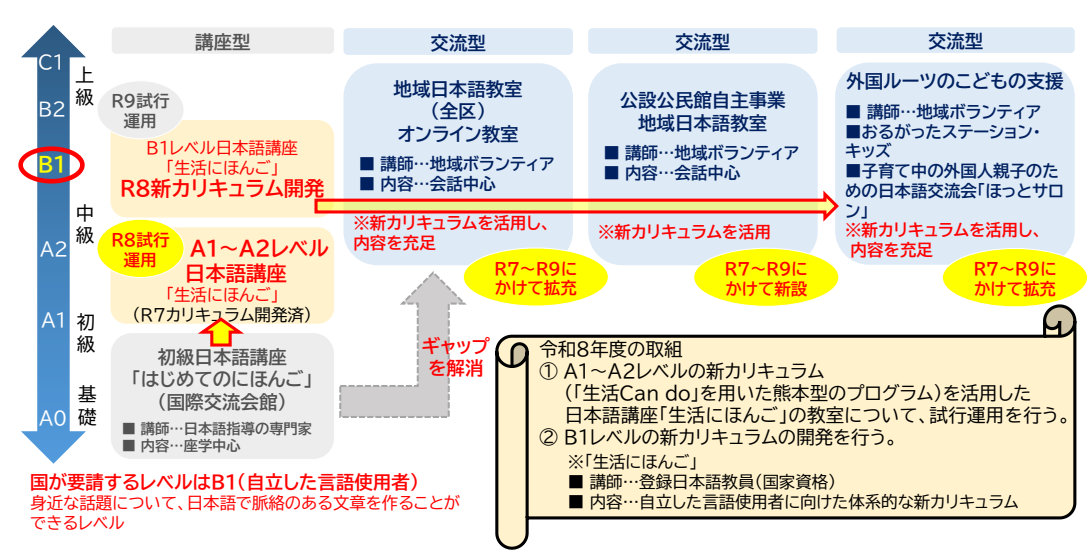 講座型
交流型
交流型
交流型
C1
B2
B1
A2
A1
A0
上級
中級
初級
基礎
R9試行
運用
B1レベル日本語講座
「生活にほんご」
R8新カリキュラム開発
R8試行
運用
A1～A2レベル
日本語講座
「生活にほんご」
(R7カリキュラム開発済)
初級日本語講座
「はじめてのにほんご」
(国際交流会館)
■ 講師…日本語指導の専門家
■ 内容…座学中心
地域日本語教室
(全区)
オンライン教室
■ 講師…地域ボランティア
■ 内容…会話中心
※新カリキュラムを活用し、
内容を充足
R7～R9に
かけて拡充
ギャップ
を解消
公設公民館自主事業
地域日本語教室
■ 講師…地域ボランティア
■ 内容…会話中心
※新カリキュラムを活用
R7～R9に
かけて新設
外国ルーツのこどもの支援
■ 講師…地域ボランティア
■おるがったステーション・
キッズ
■子育て中の外国人親子のた
めの日本語交流会「ほっとサロ
ン」
※新カリキュラムを活用し、
内容を充足
R7～R9に
かけて拡充
国が要請するレベルはB1(自立した言語使用者)
身近な話題について、日本語で脈絡のある文章を作ることが
できるレベル
令和8年度の取組
① A1～A2レベルの新カリキュラム
(「生活Can do」を用いた熊本型のプログラム)を活用した
日本語講座「生活にほんご」の教室について、試行運用を行う。
② B1レベルの新カリキュラムの開発を行う。
※「生活にほんご」
■ 講師…登録日本語教員(国家資格)
■ 内容…自立した言語使用者に向けた体系的な新カリキュラム